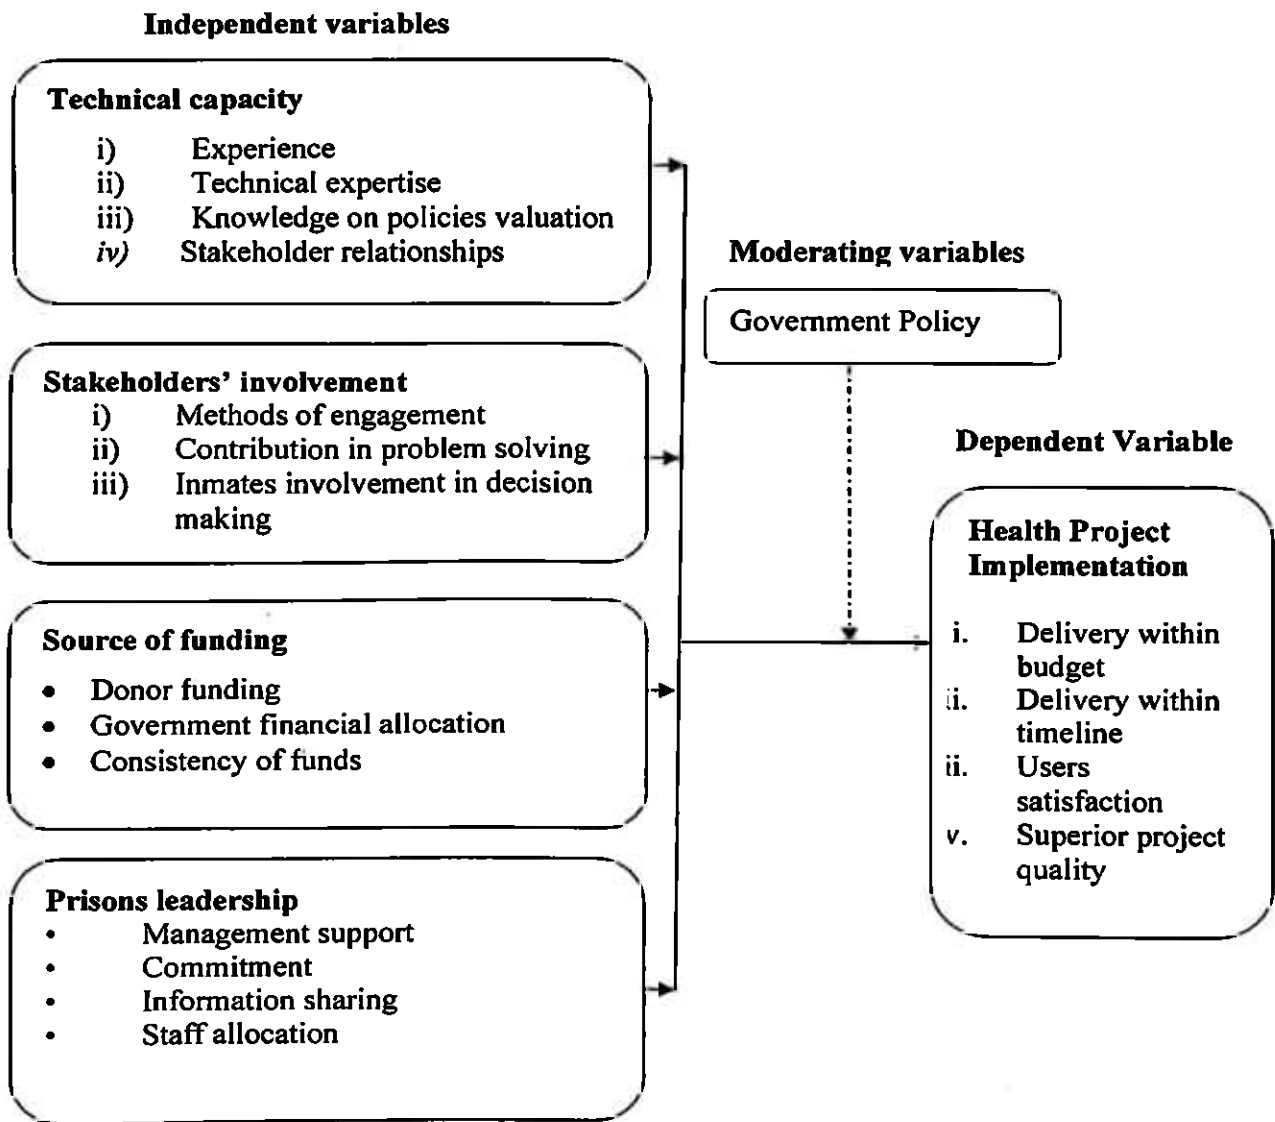 Independent variables
Technical capacity
i) Experience
ii) Technical expertise
iii) Knowledge on policies valuation
iv) Stakeholder relationships
Stakeholders' involvement
i) Methods of engagement
ii) Contribution in problem solving
iii) Inmates involvement in decision
making
Source of funding
• Donor funding
• Government financial allocation
• Consistency of funds
Prisons leadership
• Management support
• Commitment
• Information sharing
• Staff allocation
Moderating variables
Government Policy
Dependent Variable
Health Project
Implementation
i. Delivery within
budget
ii. Delivery within
timeline
ii. Users
satisfaction
v. Superior project
quality